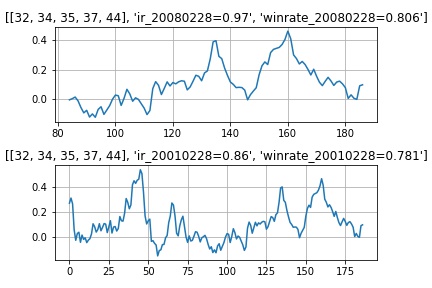 [[32, 34, 35, 37, 44], 'ir_20080228=0.97', 'winrate_20080228=0.806']
0.4
0.2
0.0
80 100 120 140 160 180
[[32, 34, 35, 37, 44], 'ir_20010228=0.86', 'winrate_20010228=0.781']
0.4
0.2
0.0
0 25 50 75 100 125 150 175